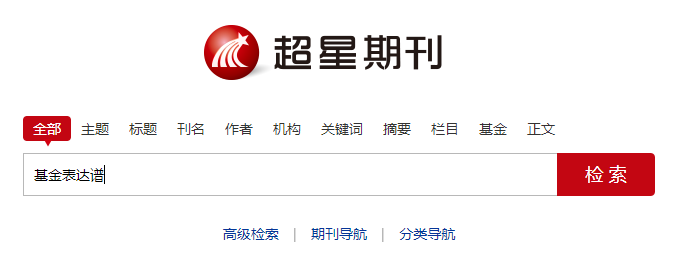 超星期刊
全部 主题 标题 刊名 作者 机构 关键词 摘要 栏目 基金 正文
基金表达谱 检索
高级检索 | 期刊导航 | 分类导航